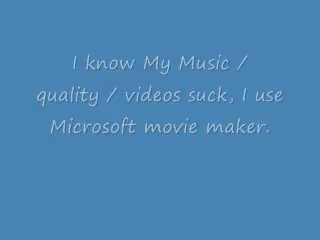 I know My Music /
quality / videos suck, I use
Microsoft movie maker.